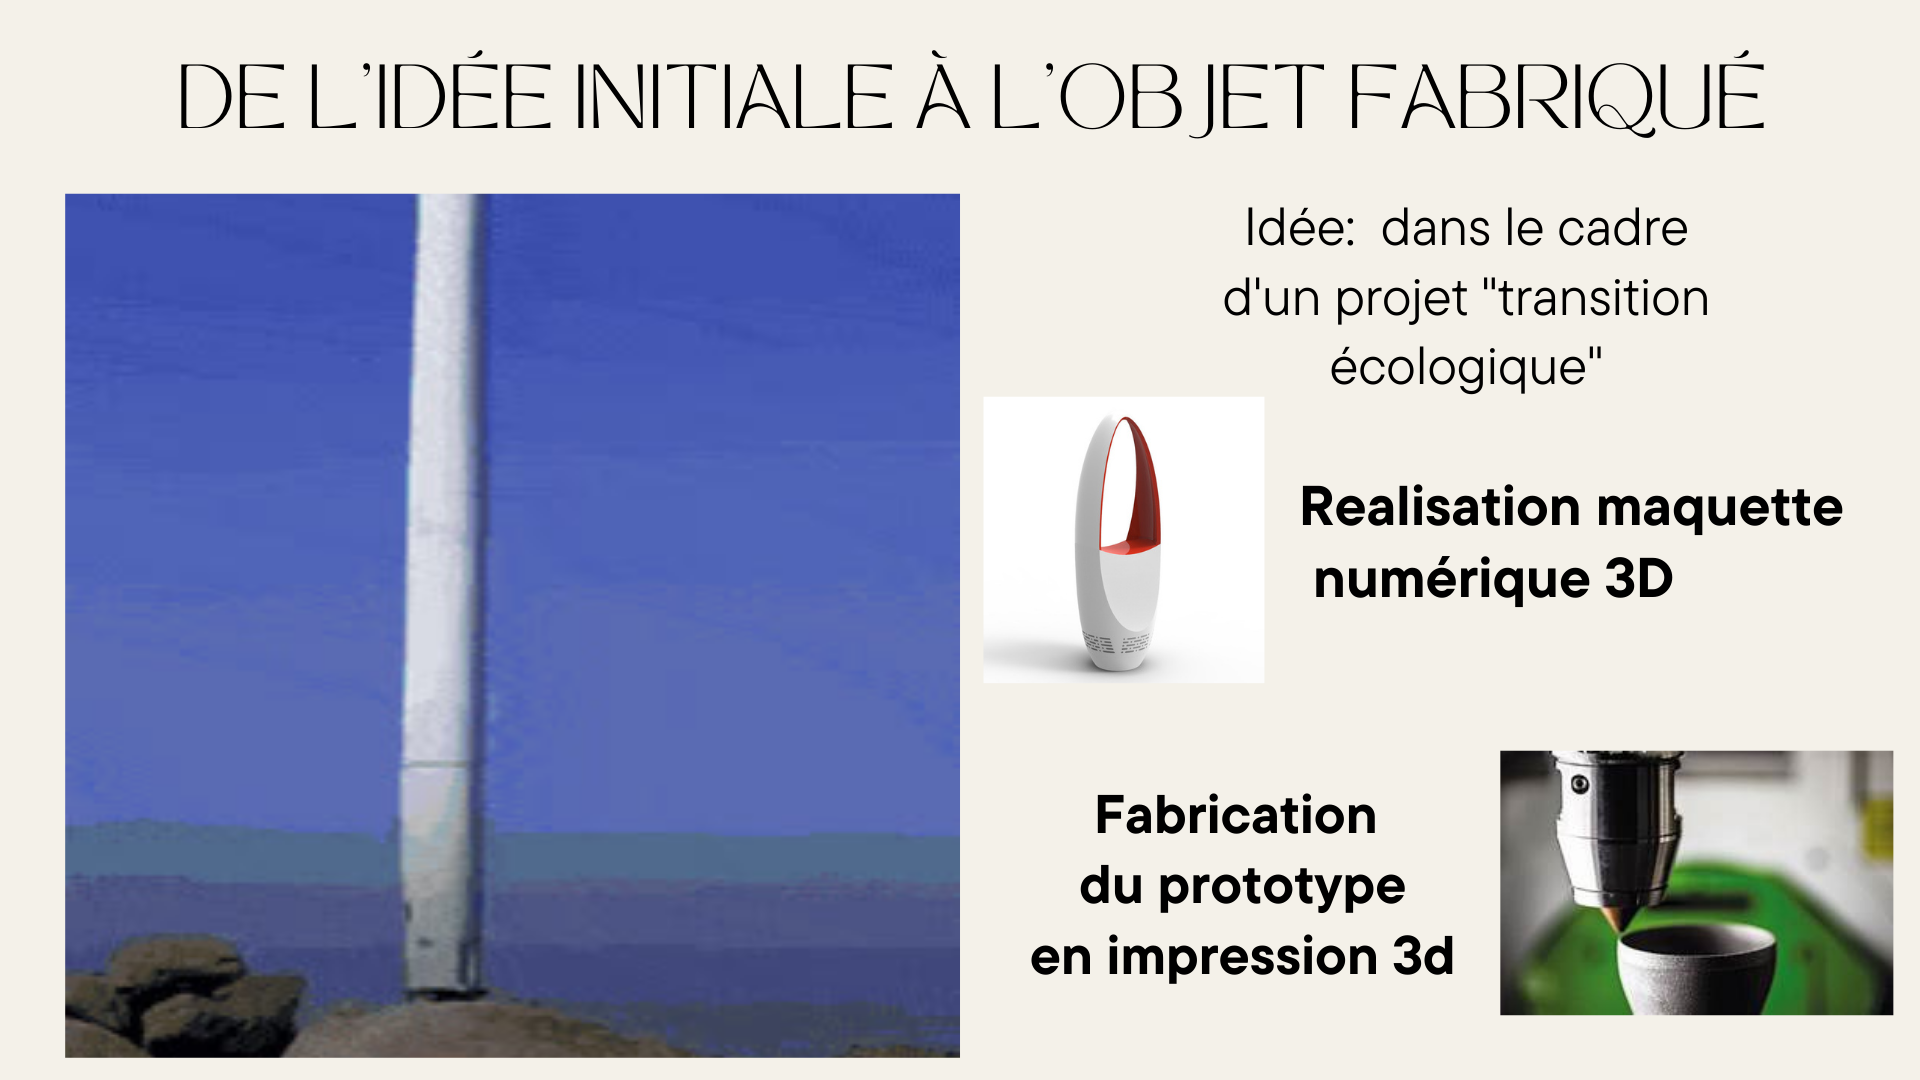 DE L’IDÉE INITIALE À L’OBJET FABRIQUÉ
Idée:  dans le cadre
d'un projet "transition
écologique"
Realisation maquette
numérique 3D
Fabrication
du prototype
en impression 3d